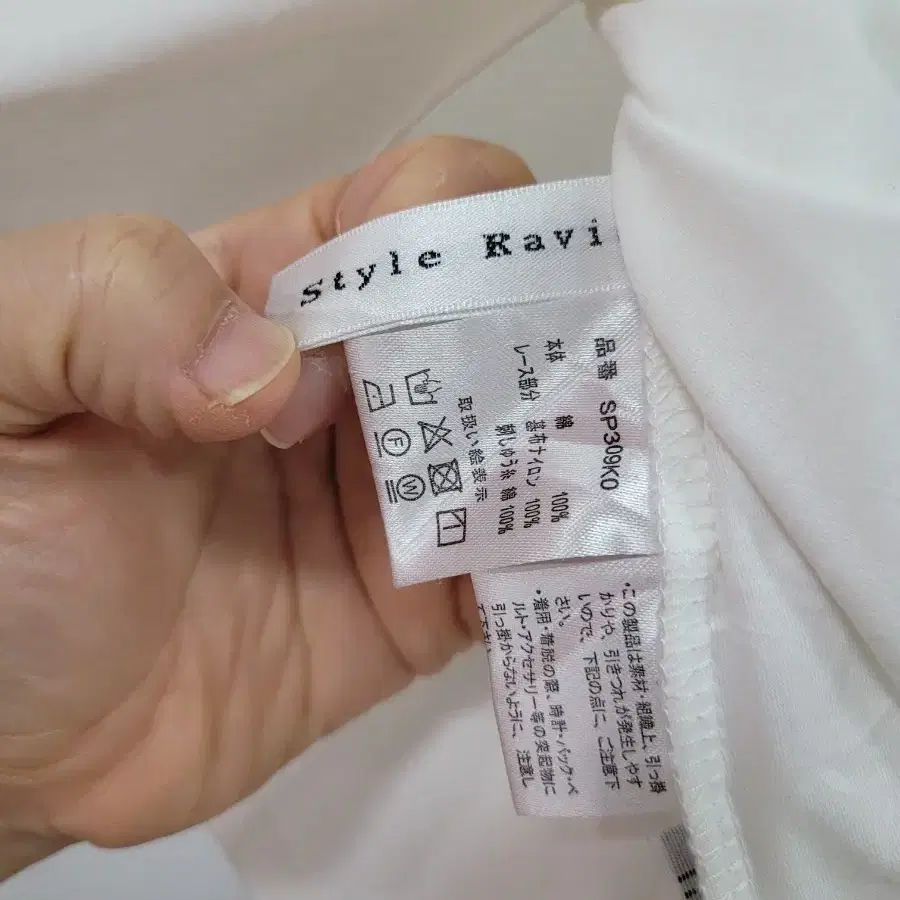 Style Ravi
品番 SP309K0
本体 綿 100%
レース部分 基布ナイロン 100%
刺しゅう糸 綿 100%
取扱い絵表示
F
W
・この製品は素材・組織上、引っ掛
かりや、引きつれが発生しやす
いので、下記の点に、ご注意下
さい。
・着用・着脱の際、時計・バック・ベ
ルト・アクセサリー等の突起物に
引っ掛からないように、注意し